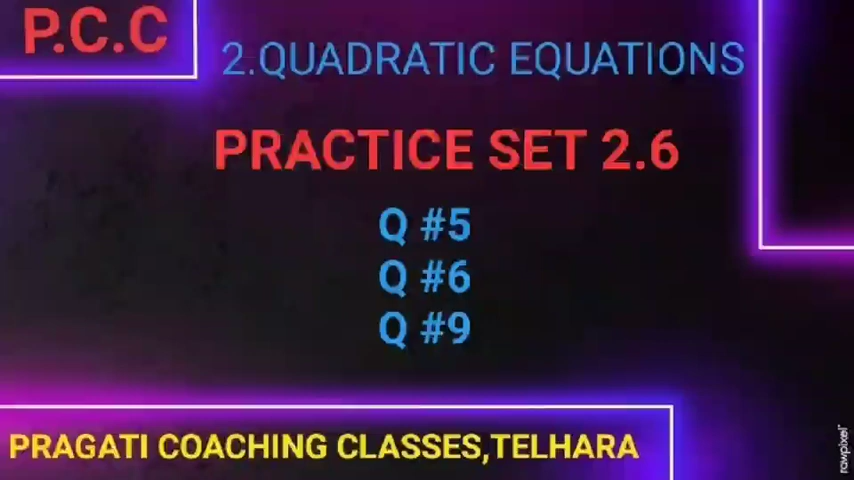 P.C.C
2.QUADRATIC EQUATIONS
PRACTICE SET 2.6
Q #5
Q #6
Q #9
PRAGATI COACHING CLASSES,TELHARA
rawpixel